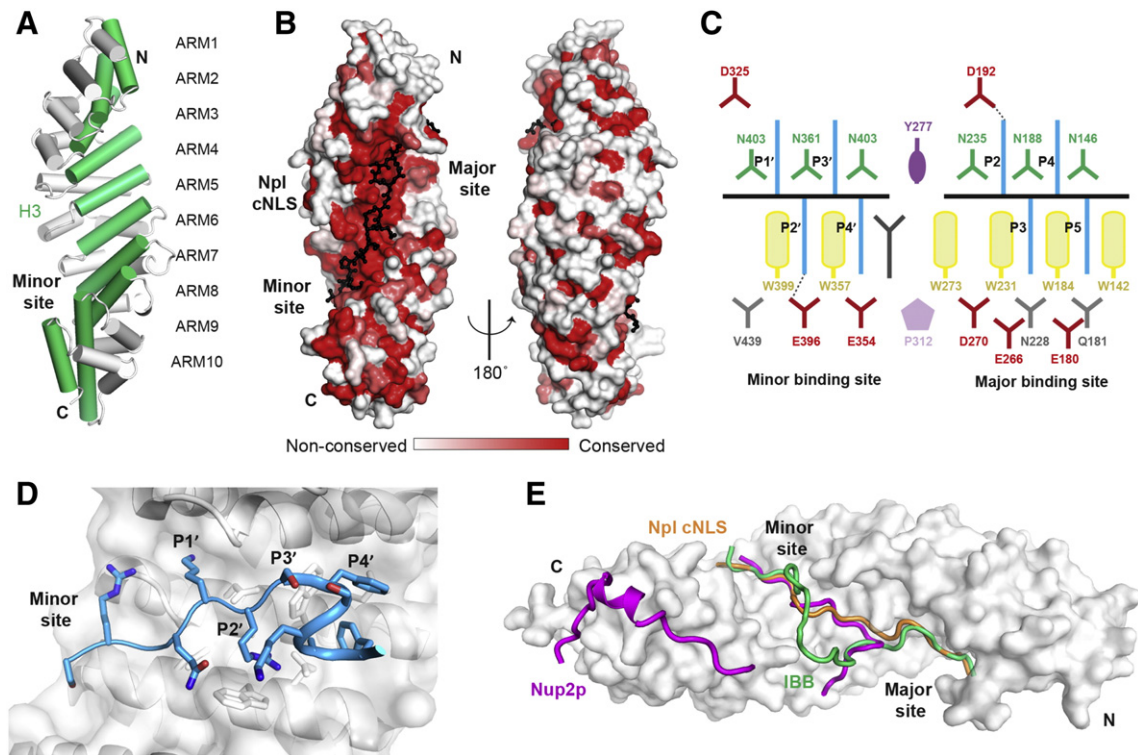 A
N
ARM1
ARM2
ARM3
ARM4
ARM5
ARM6
ARM7
ARM8
ARM9
ARM10
H3
Minor
site
C
B
N
Npl
cNLS
Major
site
Minor
site
C
180°
Non-conserved
Conserved
C
D325
D192
N403 N361 N403
Y277
N235 N188 N146
P1′ P3′
P2 P4
P2′ P4′
P3 P5
W399 W357
W273 W231 W184 W142
V439 E396 E354
P312
D270 N228 Q181
E266 E180
Minor binding site
Major binding site
D
P1′
P3′
P4′
Minor
site
P2′
E
Npl cNLS
Minor
site
C
Nup2p
IBB
Major
site
N